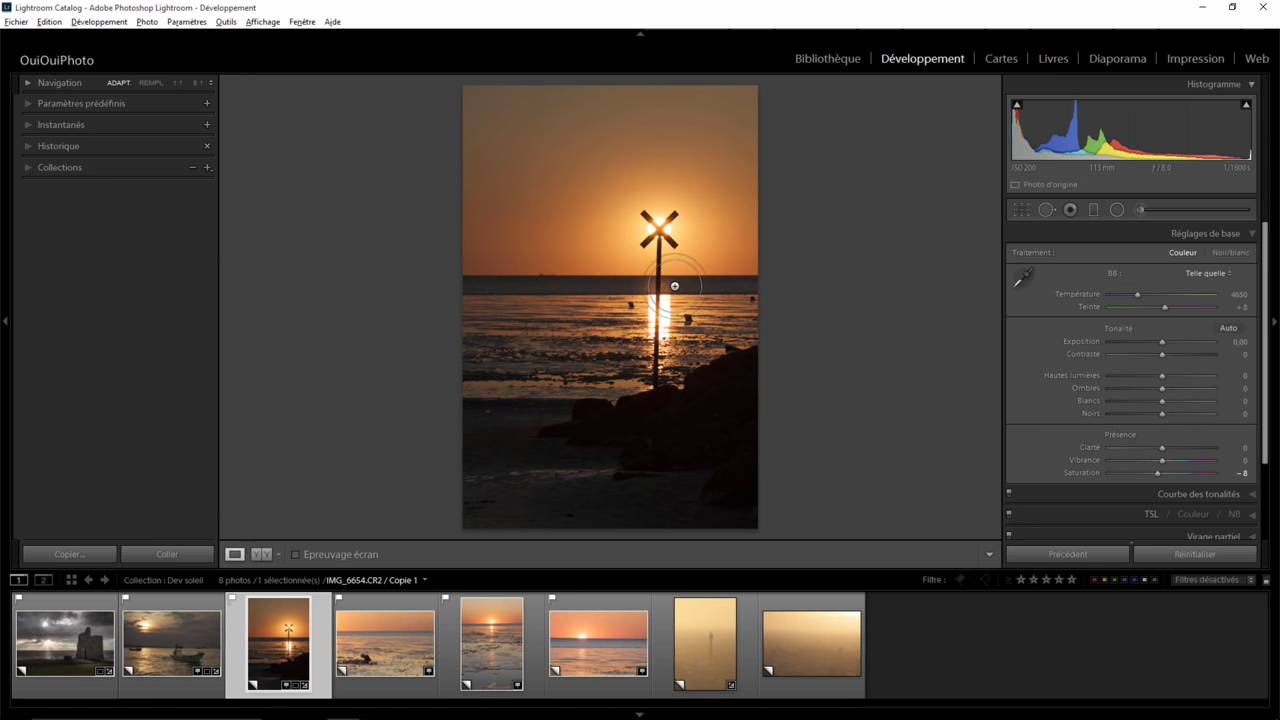 Lightroom Catalog - Adobe Photoshop Lightroom - Développement
Fichier Edition Développement Photo Paramètres Outils Affichage Fenêtre Aide
OuiOuiPhoto
Bibliothèque | Développement | Cartes | Livres | Diaporama | Impression | Web
Navigation ADAPT. REMPL. 1:1 8:1
Paramètres prédéfinis
Instantanés
Historique
Collections
Histogramme
ISO 200 113 mm ƒ / 8,0 1/1600 s
Photo d'origine
Réglages de base
Traitement : Couleur Noir/blanc
BB : Telle quelle
Température 4650
Teinte + 8
Tonalité Auto
Exposition 0,00
Contraste 0
Hautes lumières 0
Ombres 0
Blancs 0
Noirs 0
Présence
Clarté 0
Vibrance 0
Saturation – 8
Courbe des tonalités
TSL / Couleur / NB
Virage partiel
Copier... Coller
Epreuvage écran
Précédent Réinitialiser
1 2 Collection : Dev soleil 8 photos /1 sélectionnée(s) /IMG_6654.CR2 / Copie 1
Filtre : Filtres désactivés